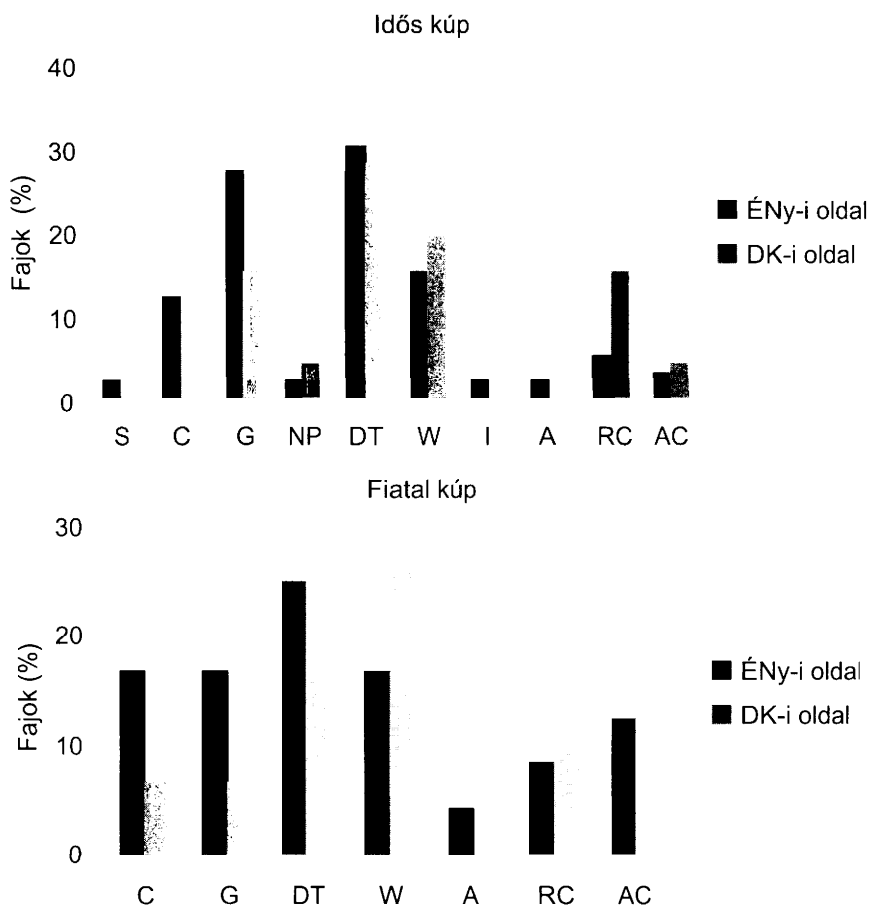 Idős kúp
40
30
20
10
0
Fajok (%)
S C G NP DT W I A RC AC
ÉNy-i oldal
DK-i oldal
Fiatal kúp
30
20
10
0
Fajok (%)
C G DT W A RC AC
ÉNy-i oldal
DK-i oldal